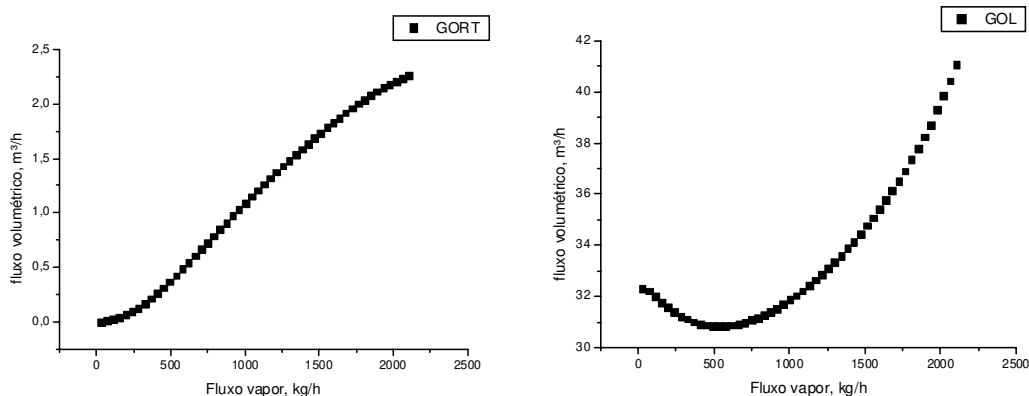 GORT
2,5
2,0
1,5
1,0
0,5
0,0
fluxo volumétrico, m³/h
0 500 1000 1500 2000 2500
Fluxo vapor, kg/h
GOL
42
40
38
36
34
32
30
fluxo volumétrico, m³/h
0 500 1000 1500 2000 2500
Fluxo vapor, kg/h